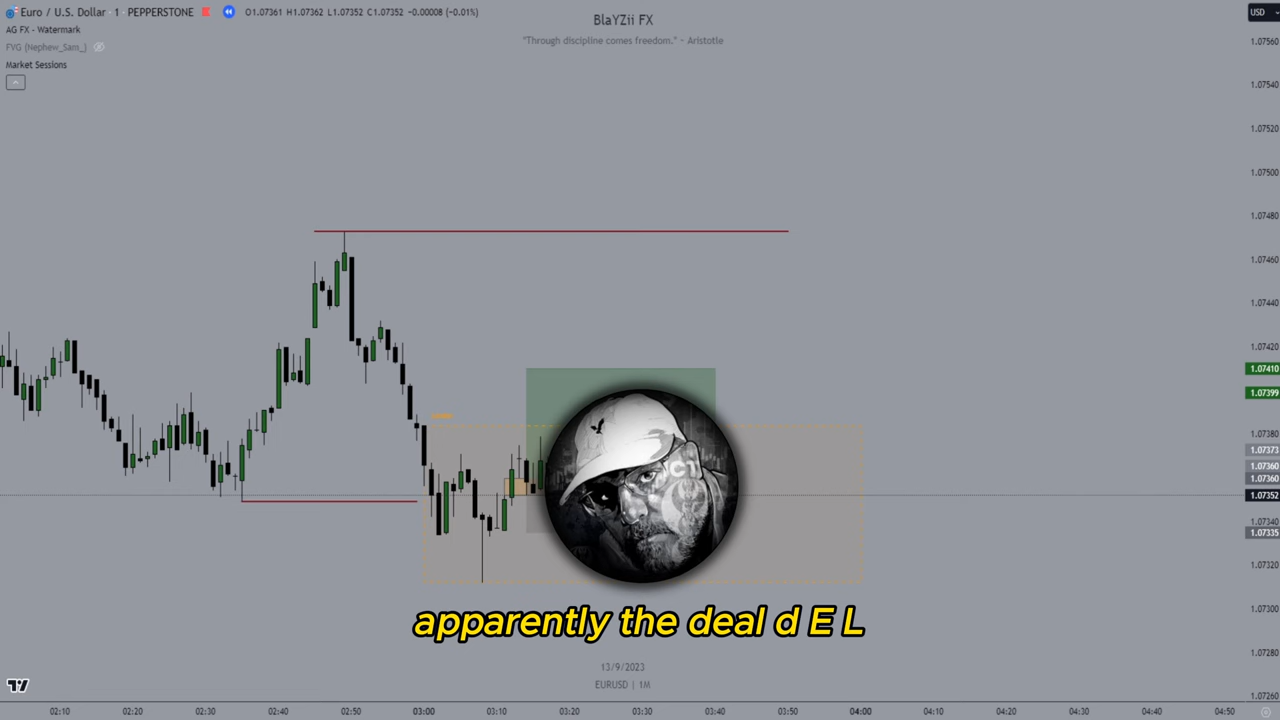 Euro / U.S. Dollar · 1 · PEPPERSTONE O1.07361 H1.07362 L1.07352 C1.07352 −0.00008 (−0.01%)
AG FX - Watermark
FVG (Nephew_Sam_)
Market Sessions
BlaYZii FX
"Through discipline comes freedom." ~ Aristotle
USD
1.07560
1.07540
1.07520
1.07500
1.07480
1.07460
1.07440
1.07420
1.07410
1.07399
1.07380
1.07373
1.07360
1.07360
1.07352
1.07340
1.07335
1.07300
1.07280
1.07260
CT
apparently the deal d E L
13/9/2023
EURUSD | 1M
02:10 02:20 02:30 02:40 02:50 03:00 03:10 03:20 03:30 03:40 03:50 04:00 04:10 04:20 04:30 04:40 04:50